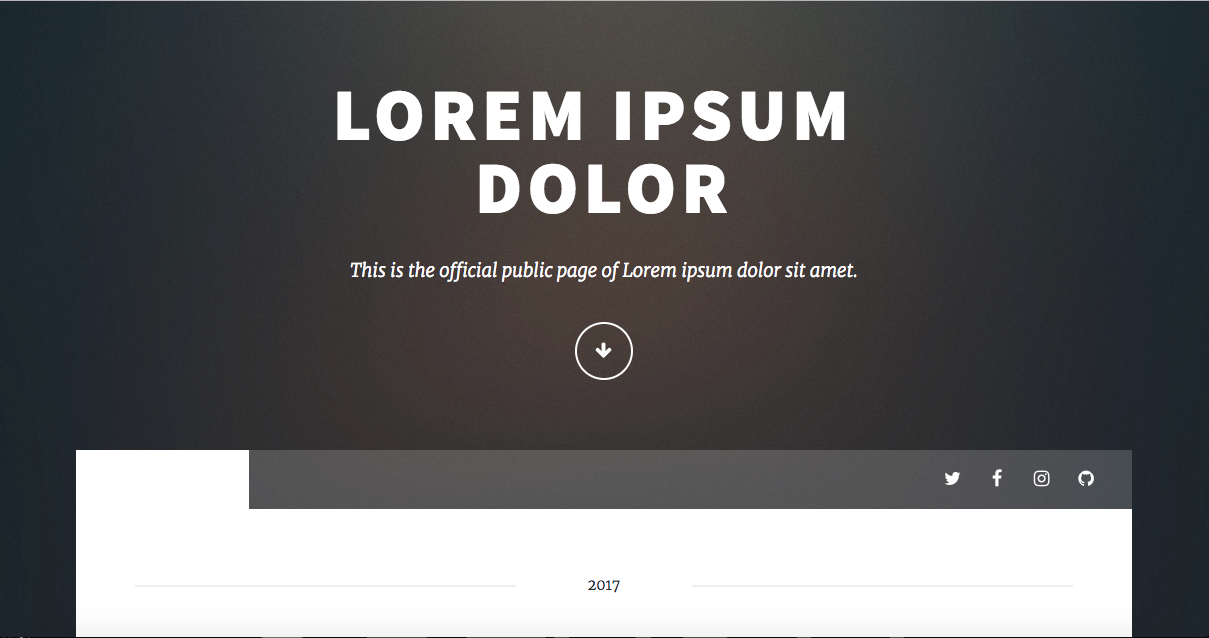 LOREM IPSUM
DOLOR
This is the official public page of Lorem ipsum dolor sit amet.
2017